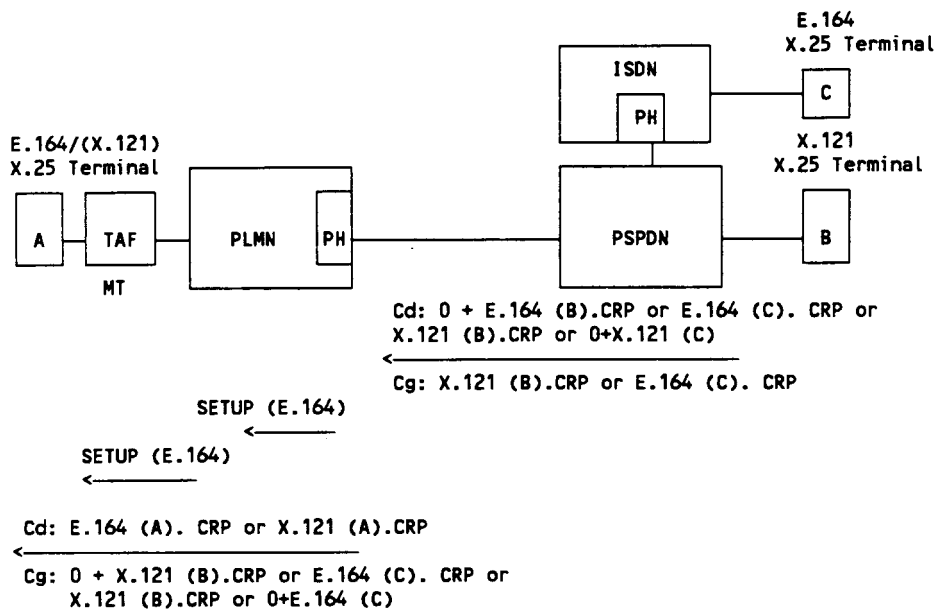 E.164
X.25 Terminal
ISDN
C
PH
X.121
X.25 Terminal
E.164/(X.121)
X.25 Terminal
A
TAF
PLMN
PH
PSPDN
B
MT
Cd: 0 + E.164 (B).CRP or E.164 (C). CRP or
X.121 (B).CRP or 0+X.121 (C)
Cg: X.121 (B).CRP or E.164 (C). CRP
SETUP (E.164)
SETUP (E.164)
Cd: E.164 (A). CRP or X.121 (A).CRP
Cg: 0 + X.121 (B).CRP or E.164 (C). CRP or
X.121 (B).CRP or 0+E.164 (C)